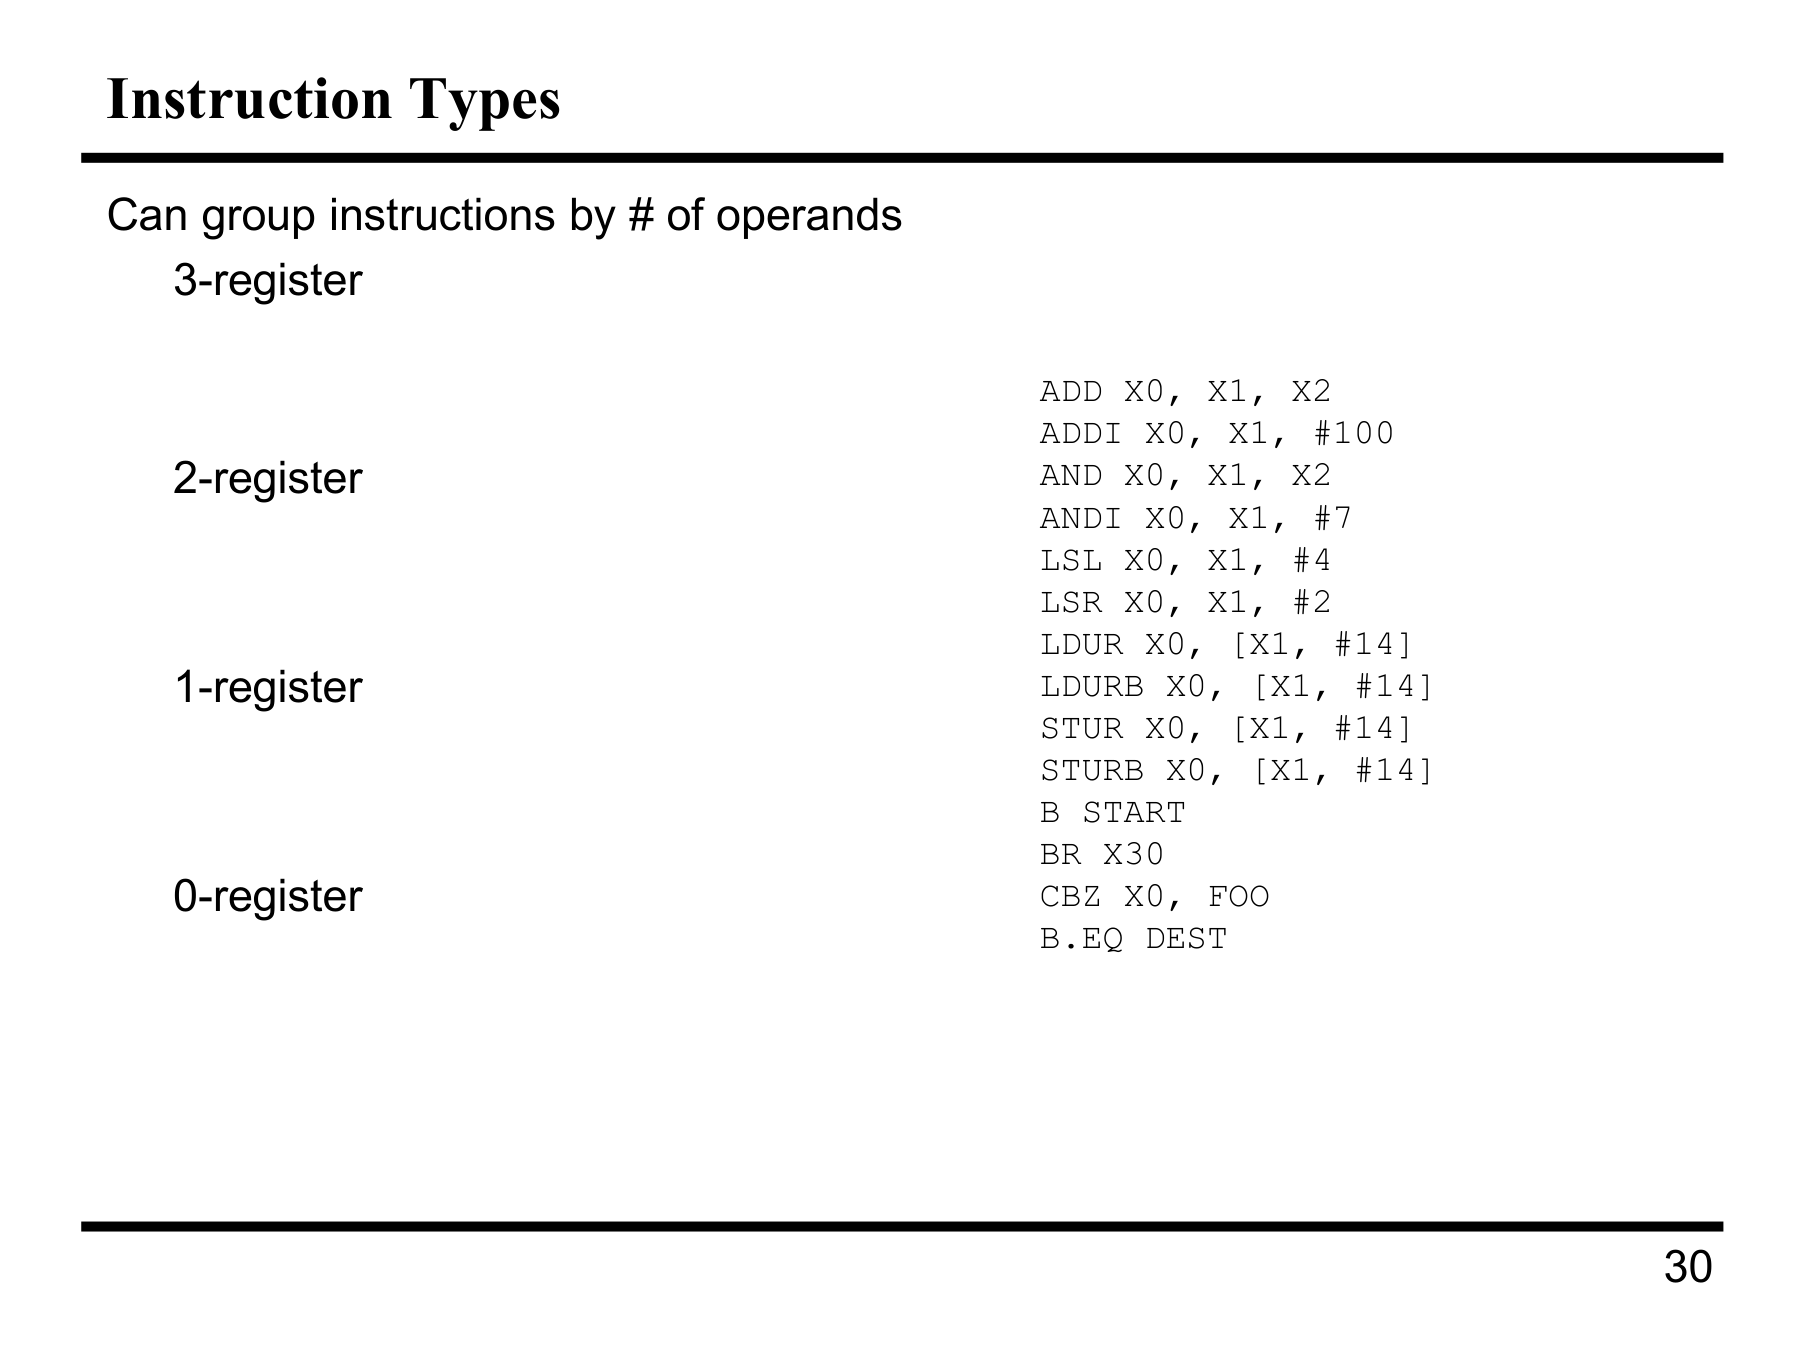 Instruction Types
Can group instructions by # of operands
3-register
2-register
1-register
0-register
ADD X0, X1, X2
ADDI X0, X1, #100
AND X0, X1, X2
ANDI X0, X1, #7
LSL X0, X1, #4
LSR X0, X1, #2
LDUR X0, [X1, #14]
LDURB X0, [X1, #14]
STUR X0, [X1, #14]
STURB X0, [X1, #14]
B START
BR X30
CBZ X0, FOO
B.EQ DEST
30